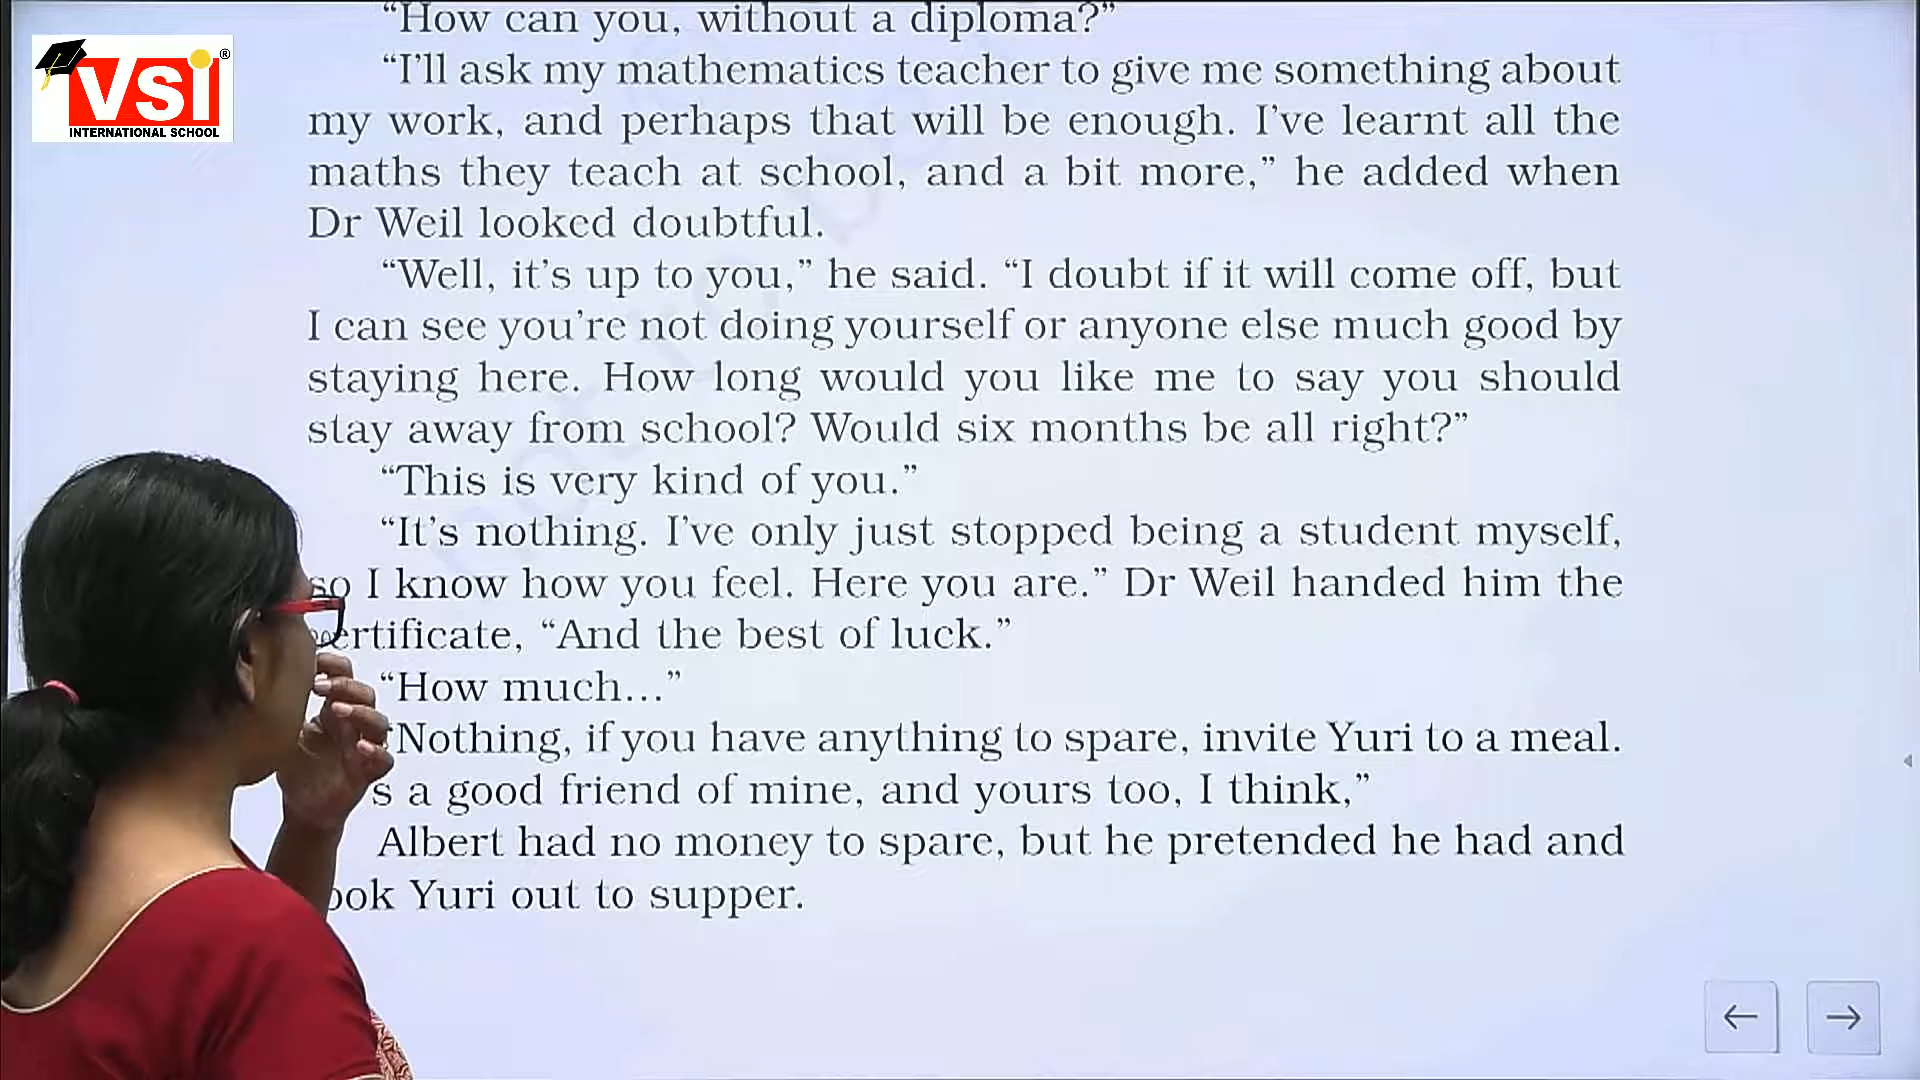 “How can you, without a diploma?”
vsi®
INTERNATIONAL SCHOOL
“I’ll ask my mathematics teacher to give me something about
my work, and perhaps that will be enough. I’ve learnt all the
maths they teach at school, and a bit more,” he added when
Dr Weil looked doubtful.
“Well, it’s up to you,” he said. “I doubt if it will come off, but
I can see you’re not doing yourself or anyone else much good by
staying here. How long would you like me to say you should
stay away from school? Would six months be all right?”
“This is very kind of you.”
“It’s nothing. I’ve only just stopped being a student myself,
so I know how you feel. Here you are.” Dr Weil handed him the
ertificate, “And the best of luck.”
“How much...”
“Nothing, if you have anything to spare, invite Yuri to a meal.
s a good friend of mine, and yours too, I think,”
Albert had no money to spare, but he pretended he had and
ook Yuri out to supper.